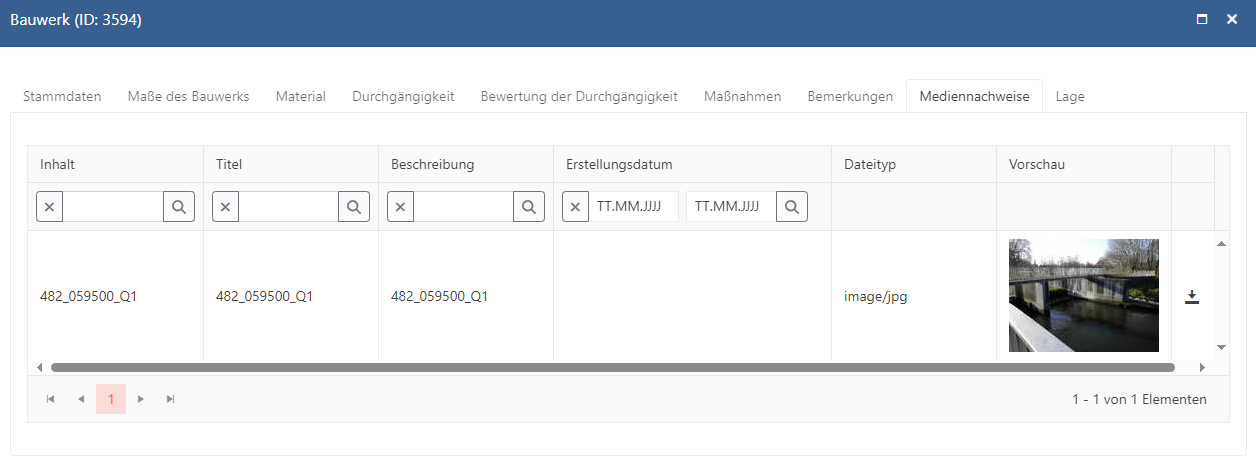 Bauwerk (ID: 3594)
Stammdaten Maße des Bauwerks Material Durchgängigkeit Bewertung der Durchgängigkeit Maßnahmen Bemerkungen Mediennachweise Lage
Inhalt Titel Beschreibung Erstellungsdatum Dateityp Vorschau
TT.MM.JJJJ TT.MM.JJJJ
482_059500_Q1 482_059500_Q1 482_059500_Q1 image/jpg
1 1 - 1 von 1 Elementen